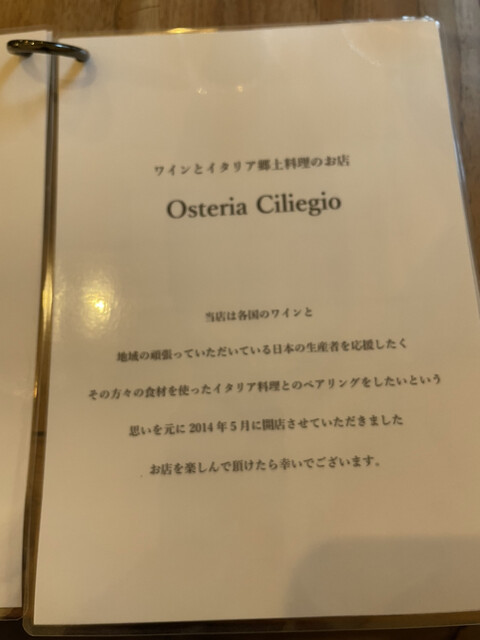 ワインとイタリア郷土料理のお店
Osteria Ciliegio
当店は各国のワインと
地域の頑張っていただいている日本の生産者を応援したく
その方々の食材を使ったイタリア料理とのペアリングをしたいという
思いを元に2014年5月に開店させていただきました
お店を楽しんで頂けたら幸いでございます。